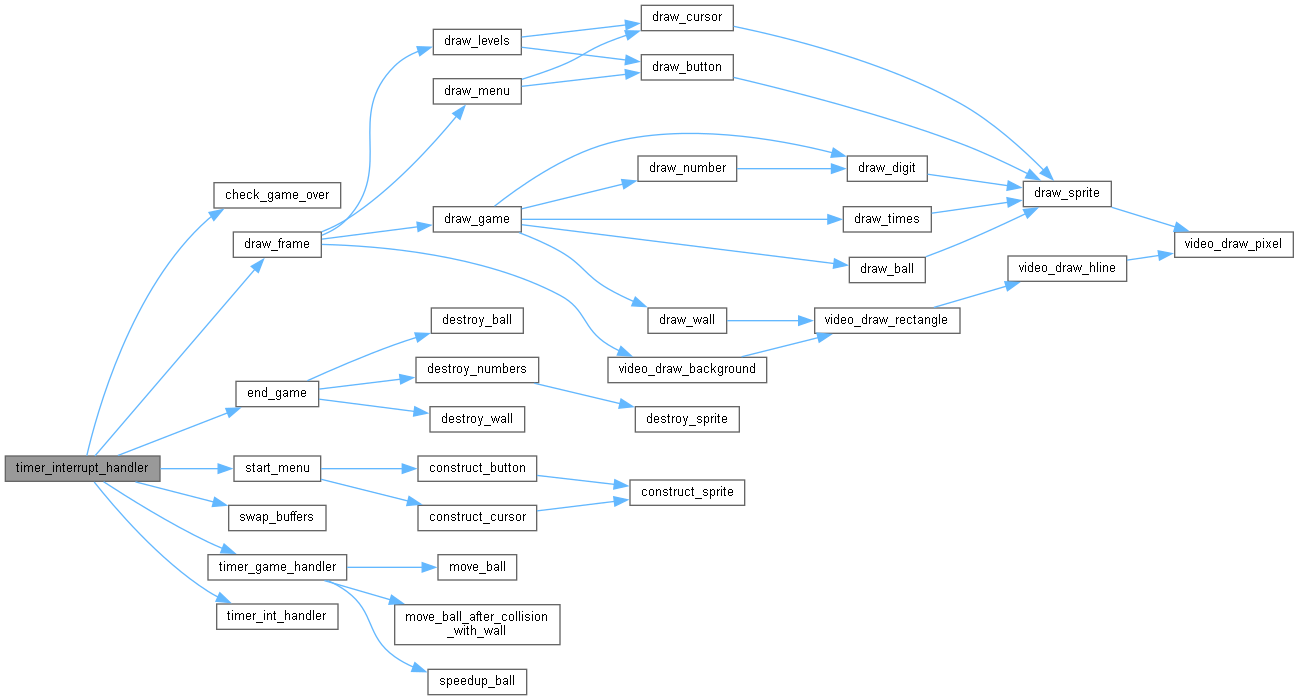 draw_cursor
draw_levels
draw_button
draw_menu
draw_number
draw_digit
check_game_over
draw_sprite
draw_game
draw_times
draw_frame
video_draw_pixel
draw_ball
video_draw_hline
destroy_ball
draw_wall
video_draw_rectangle
destroy_numbers
video_draw_background
end_game
destroy_wall
destroy_sprite
timer_interrupt_handler
start_menu
construct_button
construct_sprite
swap_buffers
construct_cursor
timer_game_handler
move_ball
timer_int_handler
move_ball_after_collision
_with_wall
speedup_ball